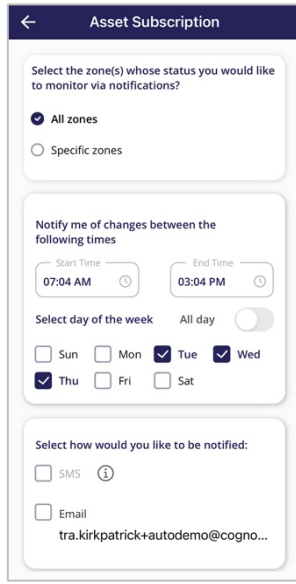 Asset Subscription
Select the zone(s) whose status you would like
to monitor via notifications?
All zones
Specific zones
Notify me of changes between the
following times
Start Time
End Time
07:04 AM
03:04 PM
Select day of the week
All day
Sun Mon Tue Wed
Thu Fri Sat
Select how would you like to be notified:
SMS
Email
tra.kirkpatrick+autodemo@cogno...